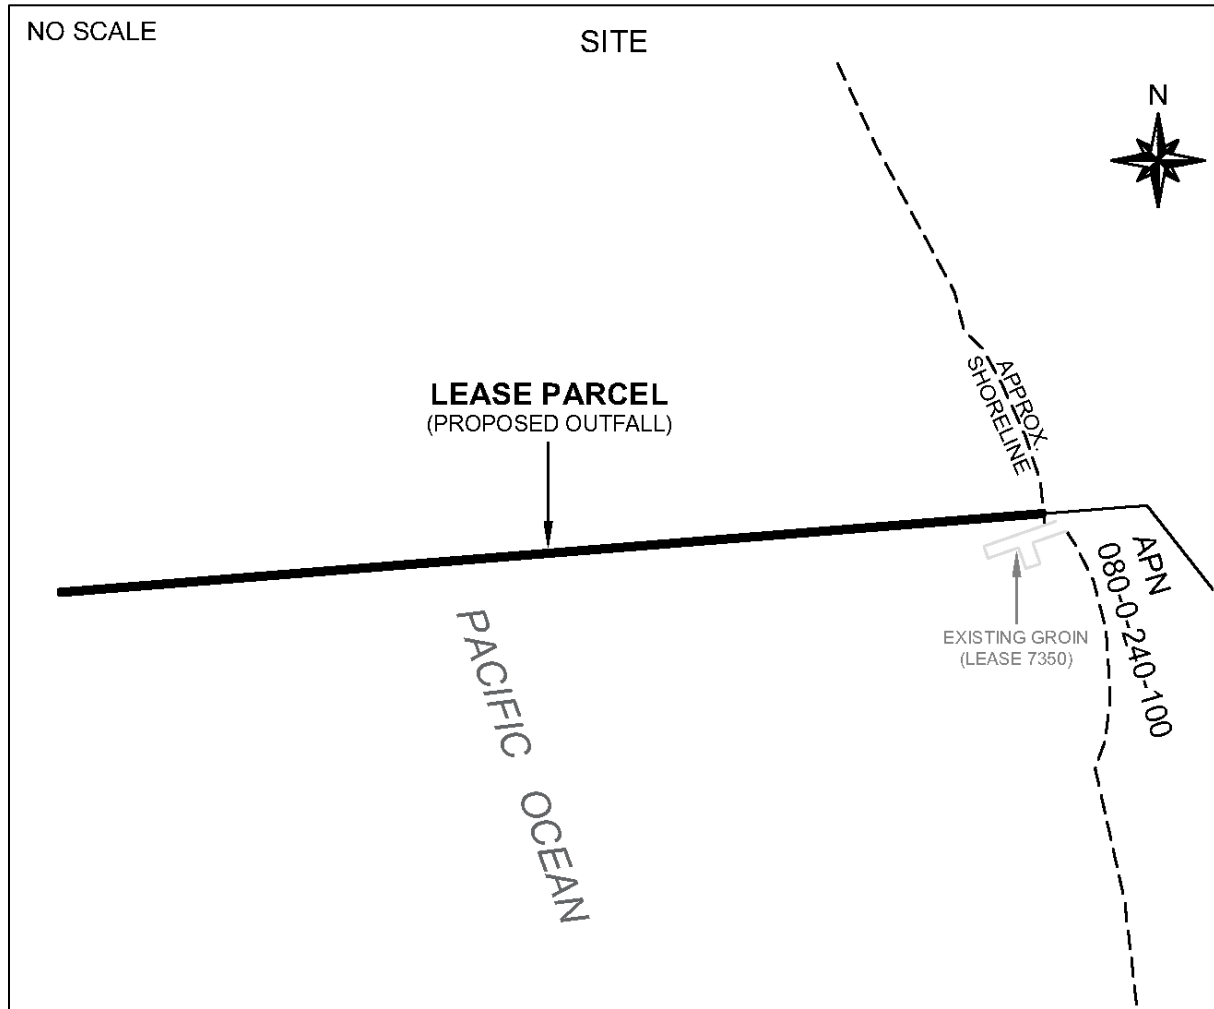 NO SCALE
SITE
N
APPROX.
SHORELINE
LEASE PARCEL
(PROPOSED OUTFALL)
APN
080-0-240-100
EXISTING GROIN
(LEASE 7350)
PACIFIC OCEAN